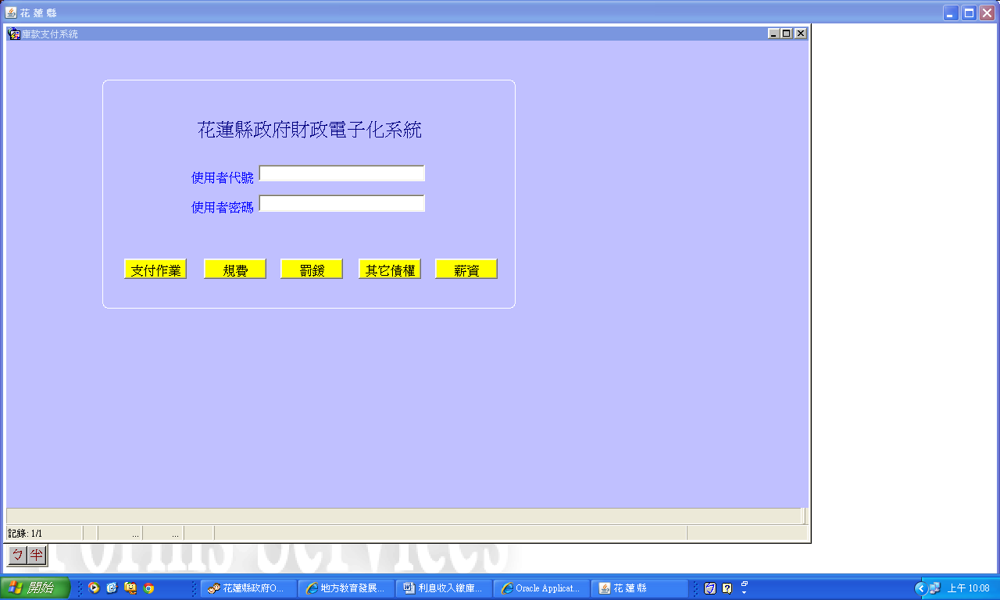 花 蓮 縣
庫款支付系統
花蓮縣政府財政電子化系統
使用者代號
使用者密碼
支付作業 規費 罰鍰 其它債權 薪資
記錄: 1/1 ... ...
ㄅ 半
Forms Services
開始 花蓮縣政府O... 地方教育發展... 利息收入繳庫... Oracle Applicat... 花 蓮 縣 上午 10:08